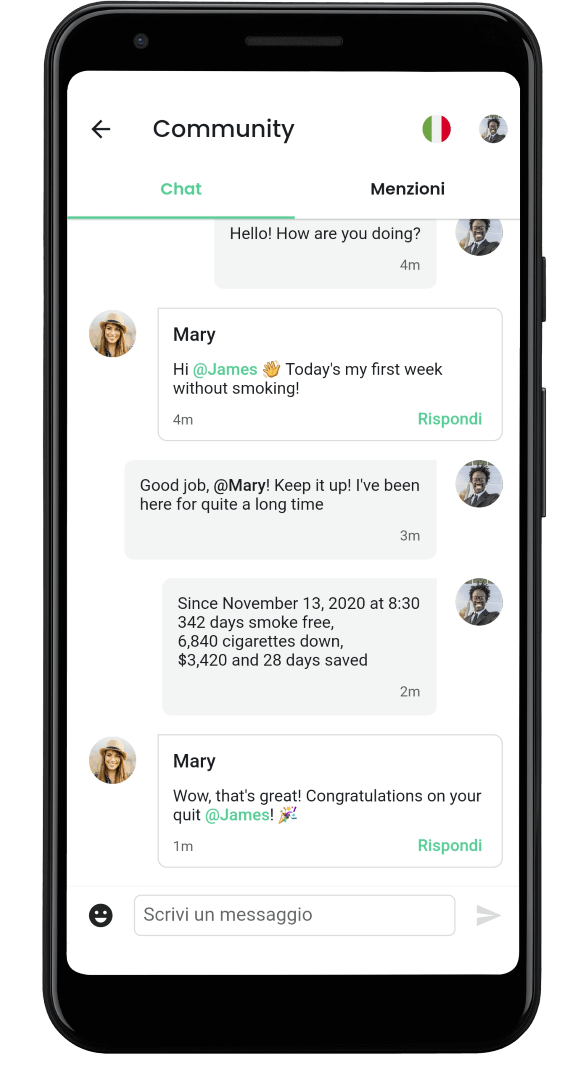 Community
Chat
Menzioni
Hello! How are you doing?
4m
Mary
Hi @James 👋 Today's my first week
without smoking!
4m
Rispondi
Good job, @Mary! Keep it up! I've been
here for quite a long time
3m
Since November 13, 2020 at 8:30
342 days smoke free,
6,840 cigarettes down,
$3,420 and 28 days saved
2m
Mary
Wow, that's great! Congratulations on your
quit @James! 🎉
1m
Rispondi
Scrivi un messaggio